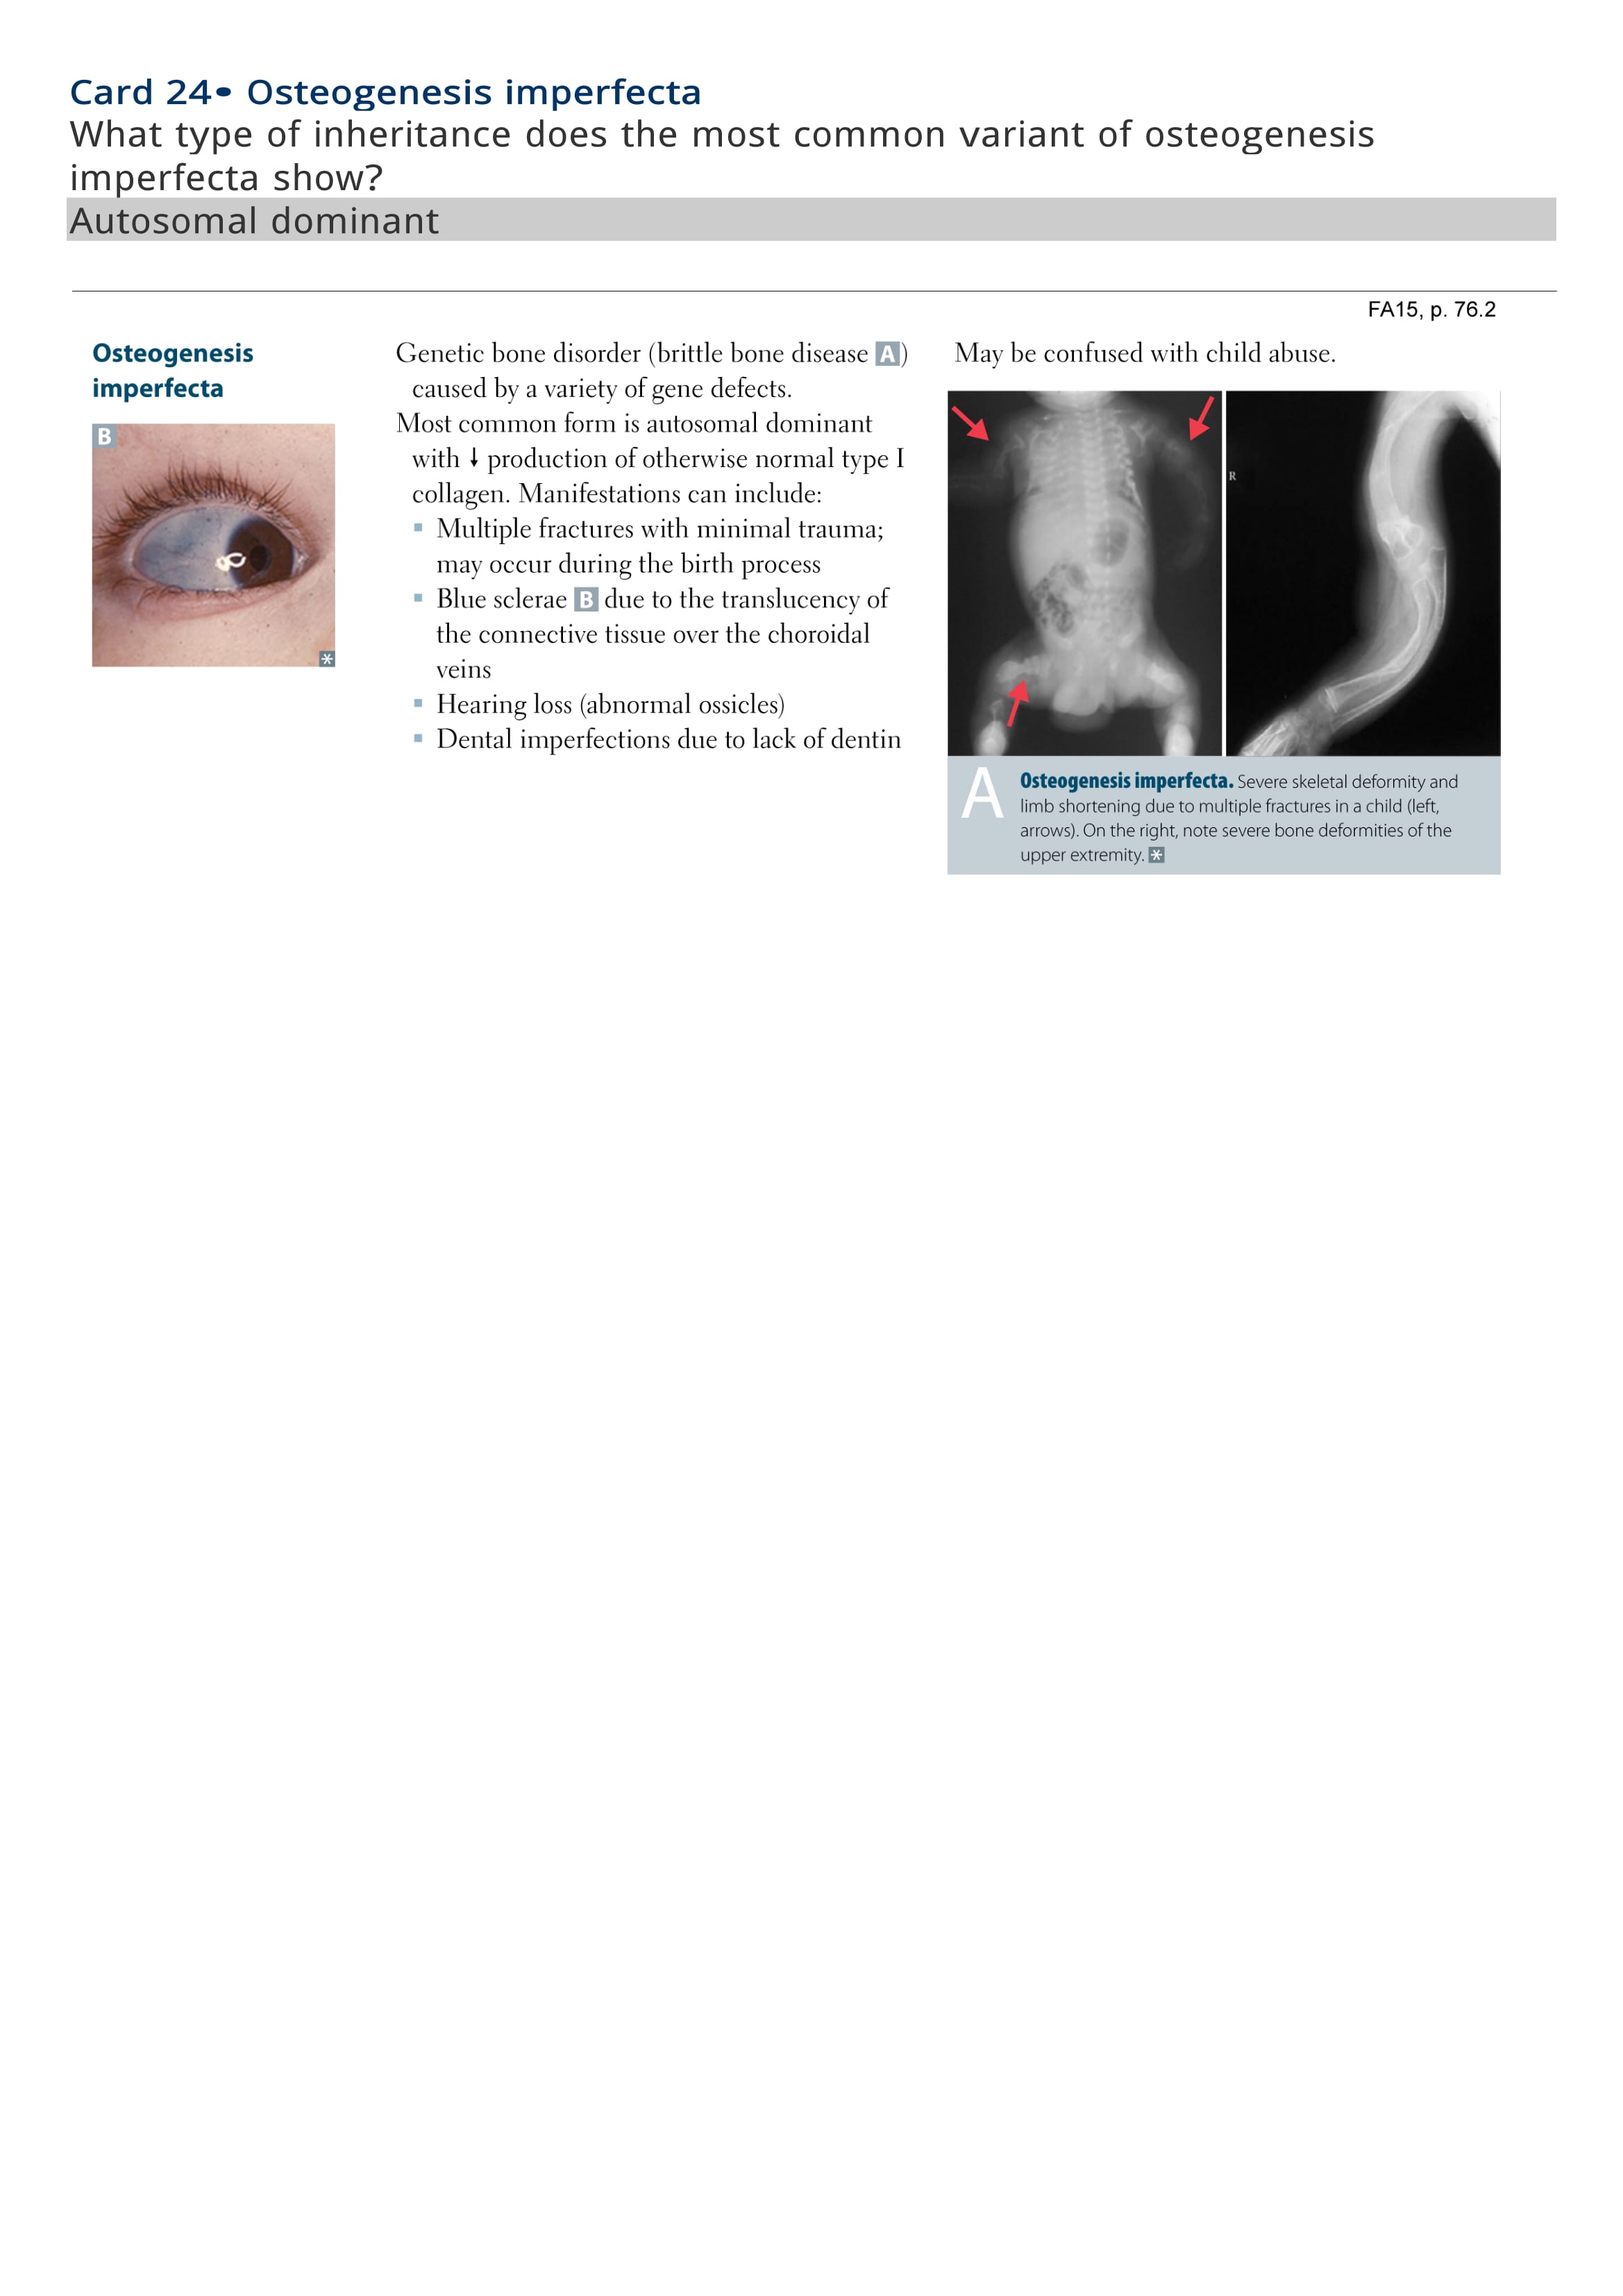 Card 24• Osteogenesis imperfecta
What type of inheritance does the most common variant of osteogenesis
imperfecta show?
Autosomal dominant
FA15, p. 76.2
Osteogenesis
imperfecta
B
*
Genetic bone disorder (brittle bone disease A)
caused by a variety of gene defects.
Most common form is autosomal dominant
with ↓ production of otherwise normal type I
collagen. Manifestations can include:
▪ Multiple fractures with minimal trauma;
may occur during the birth process
▪ Blue sclerae B due to the translucency of
the connective tissue over the choroidal
veins
▪ Hearing loss (abnormal ossicles)
▪ Dental imperfections due to lack of dentin
May be confused with child abuse.
R
A
Osteogenesis imperfecta. Severe skeletal deformity and
limb shortening due to multiple fractures in a child (left,
arrows). On the right, note severe bone deformities of the
upper extremity. *